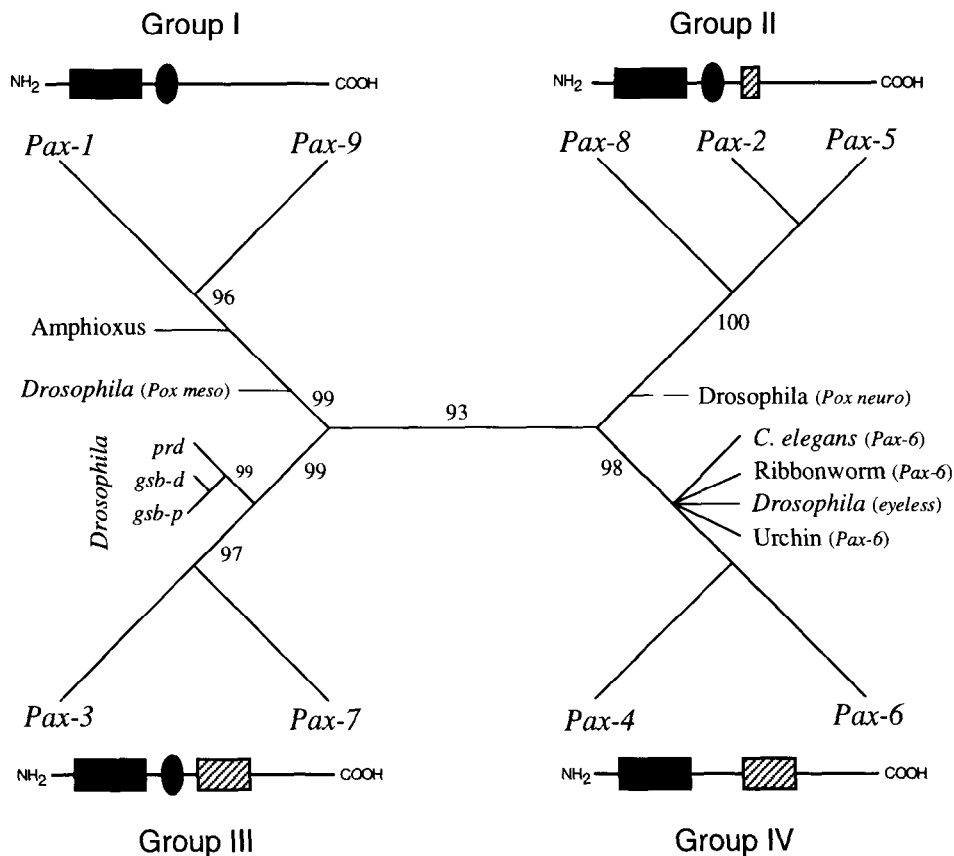 Group I
Group II
NH2 COOH
NH2 COOH
Pax-1
Pax-9
Pax-8
Pax-2
Pax-5
96
100
Amphioxus
Drosophila (Pox meso)
99
93
Drosophila (Pox neuro)
Drosophila
prd
gsb-d
gsb-p
99
99
98
C. elegans (Pax-6)
Ribbonworm (Pax-6)
Drosophila (eyeless)
Urchin (Pax-6)
97
Pax-3
Pax-7
Pax-4
Pax-6
NH2 COOH
NH2 COOH
Group III
Group IV